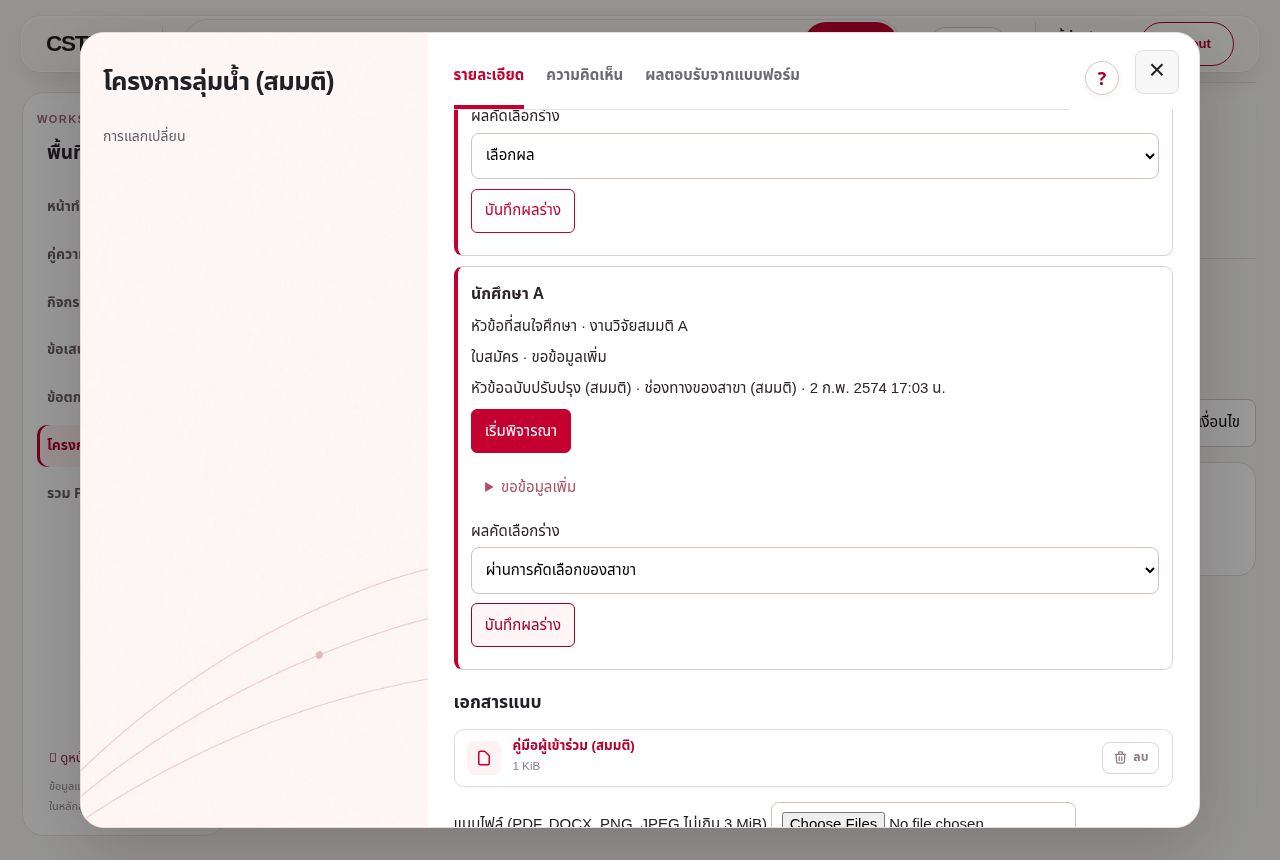 CST
out
WORKS
โครงการลุ่มน้ำ (สมมติ)
การแลกเปลี่ยน
รายละเอียด
ความคิดเห็น
ผลตอบรับจากแบบฟอร์ม
?
✕
ผลคัดเลือกร่าง
เลือกผล
บันทึกผลร่าง
นักศึกษา A
หัวข้อที่สนใจศึกษา · งานวิจัยสมมติ A
ใบสมัคร · ขอข้อมูลเพิ่ม
หัวข้อฉบับปรับปรุง (สมมติ) · ช่องทางของสาขา (สมมติ) · 2 ก.พ. 2574 17:03 น.
เริ่มพิจารณา
▶ ขอข้อมูลเพิ่ม
ผลคัดเลือกร่าง
ผ่านการคัดเลือกของสาขา
บันทึกผลร่าง
เอกสารแนบ
คู่มือผู้เข้าร่วม (สมมติ)
1 KiB
ลบ
แนบไฟล์ (PDF, DOCX, PNG, JPEG ไม่เกิน 3 MiB)
Choose Files No file chosen